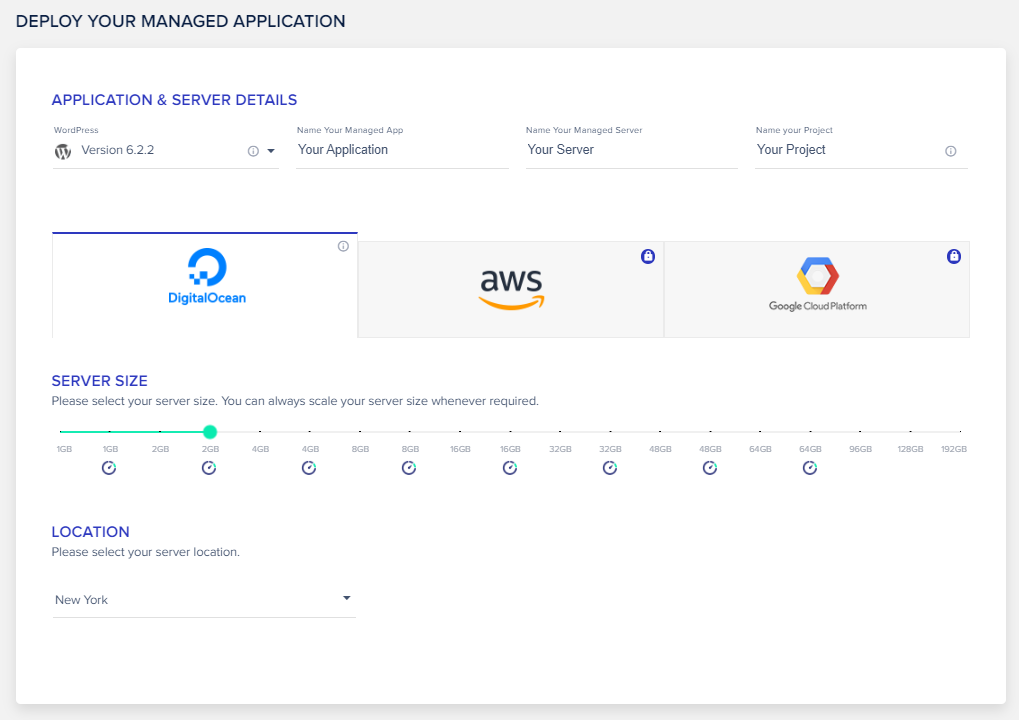 DEPLOY YOUR MANAGED APPLICATION
APPLICATION & SERVER DETAILS
WordPress Name Your Managed App Name Your Managed Server Name your Project
Version 6.2.2 Your Application Your Server Your Project
DigitalOcean aws Google Cloud Platform
SERVER SIZE
Please select your server size. You can always scale your server size whenever required.
1GB 1GB 2GB 2GB 4GB 4GB 8GB 8GB 16GB 16GB 32GB 32GB 48GB 48GB 64GB 64GB 96GB 128GB 192GB
LOCATION
Please select your server location.
New York